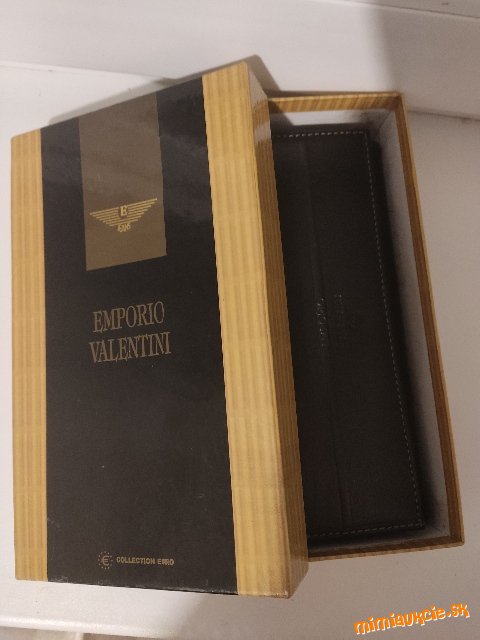 E
EMPORIO
VALENTINI
€ COLLECTION EURO
mimiaukcie.sk